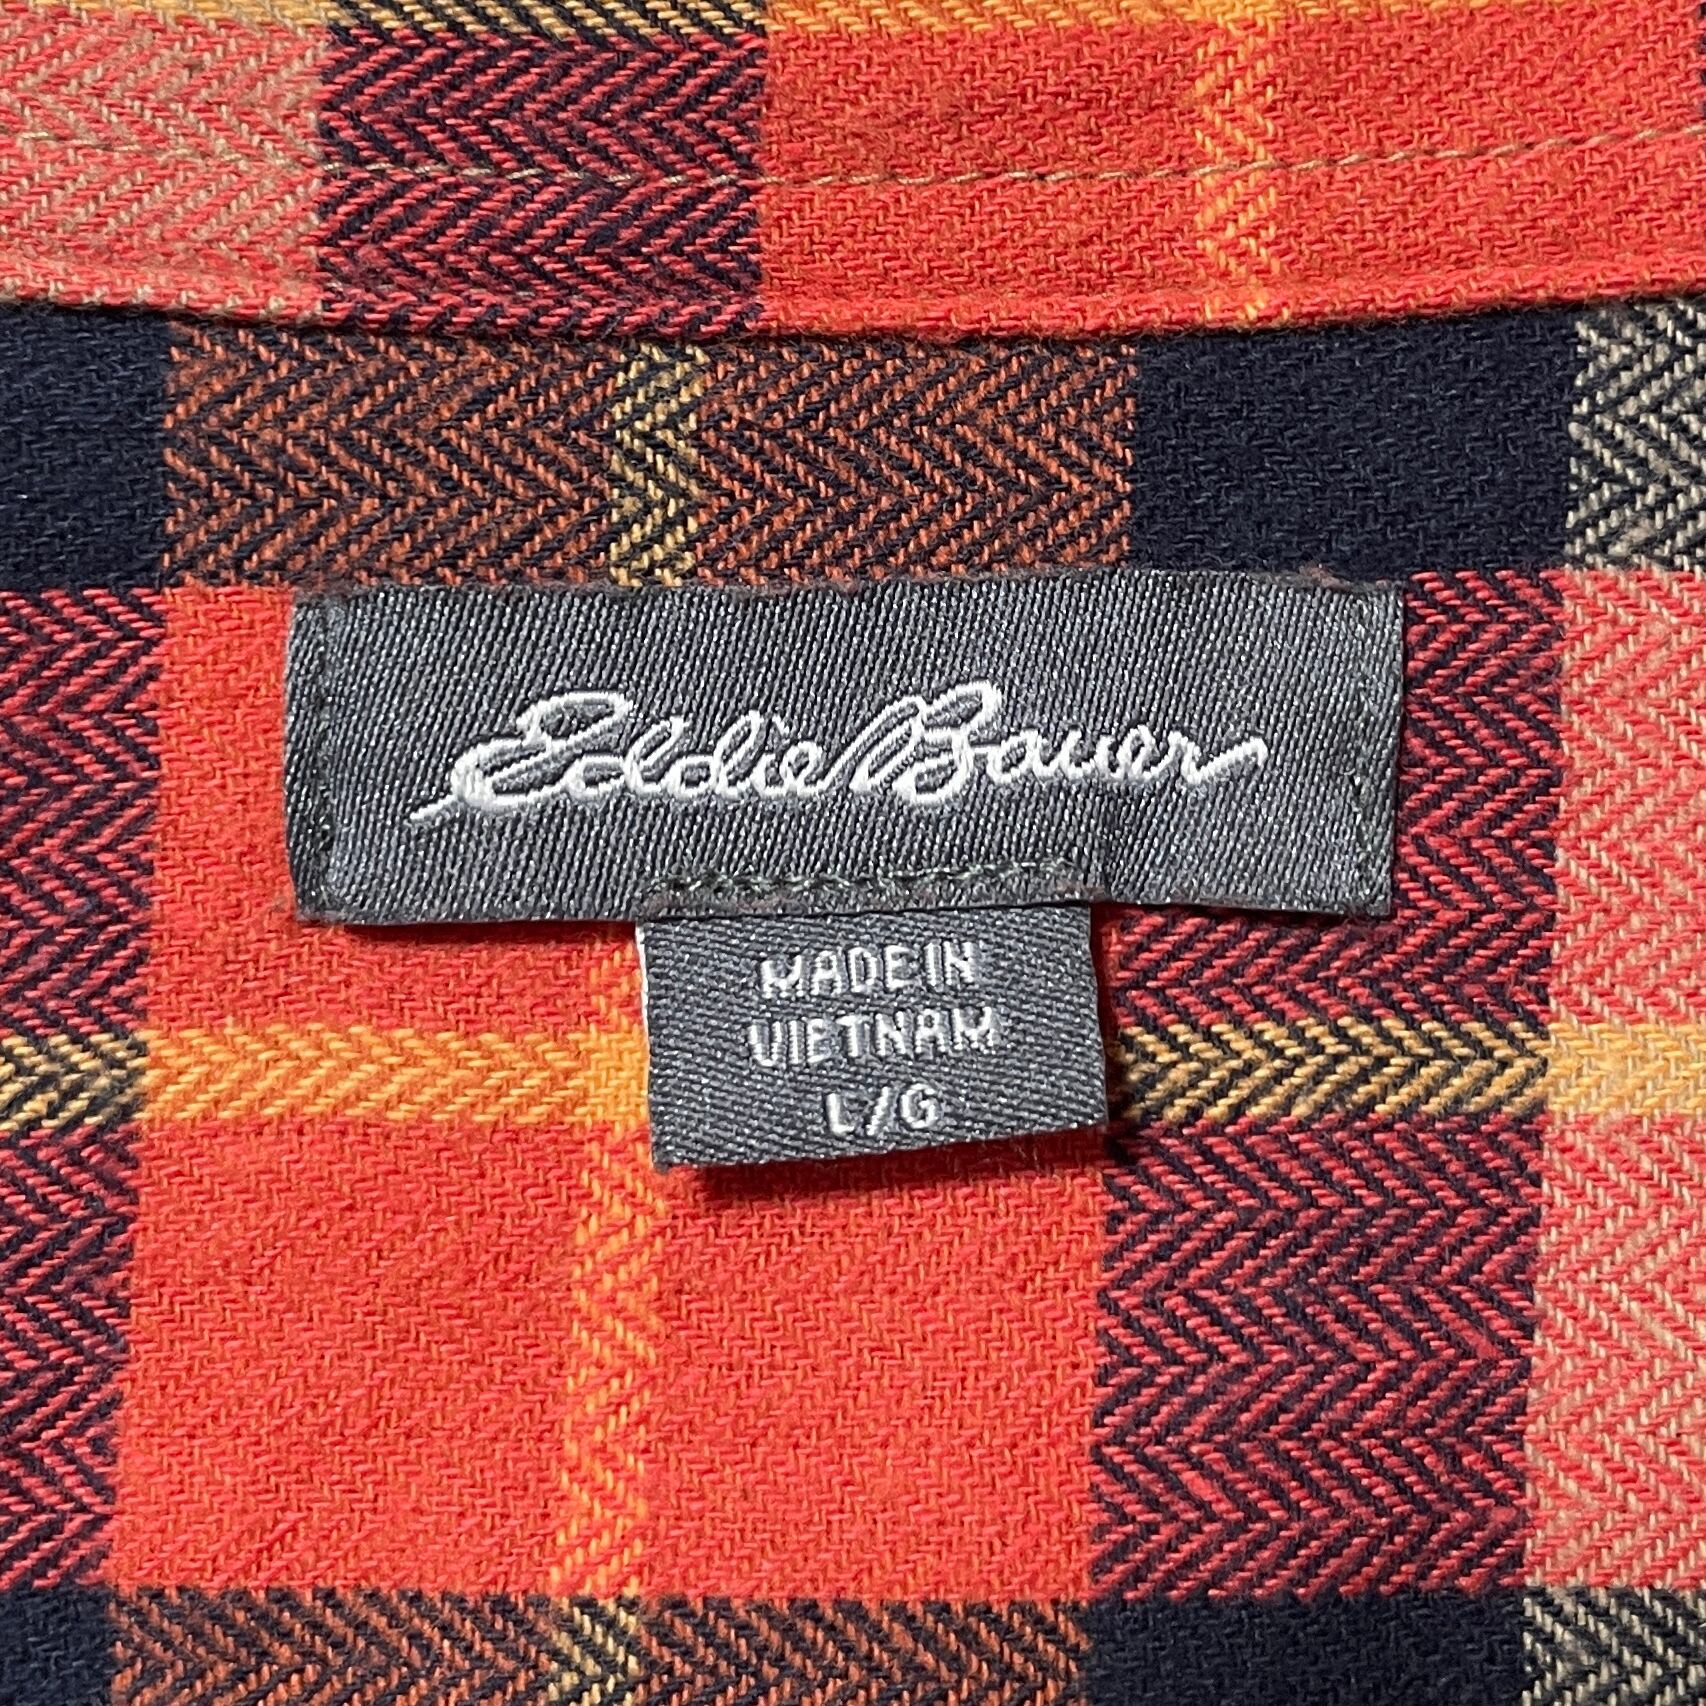 Eddie Bauer
MADE IN
VIETNAM
L/G